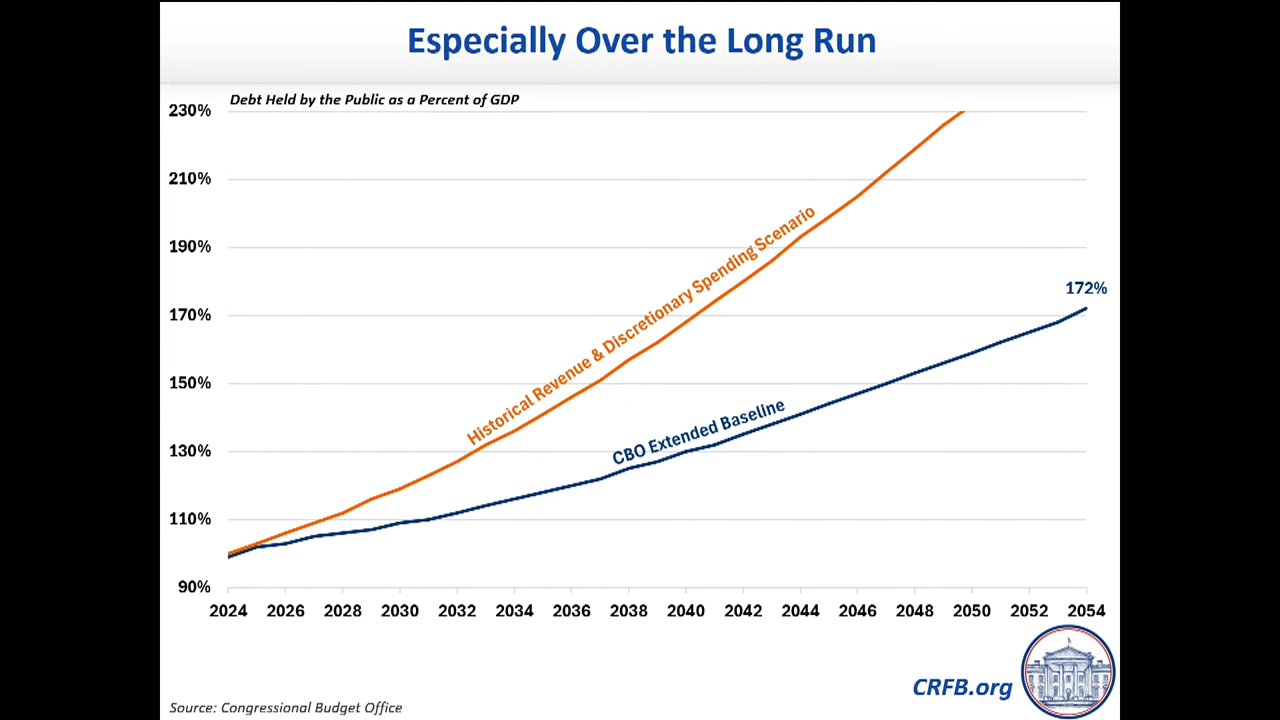 Especially Over the Long Run
Debt Held by the Public as a Percent of GDP
230%
210%
190%
170%
150%
130%
110%
90%
Historical Revenue & Discretionary Spending Scenario
CBO Extended Baseline
172%
2024 2026 2028 2030 2032 2034 2036 2038 2040 2042 2044 2046 2048 2050 2052 2054
CRFB.org
Source: Congressional Budget Office